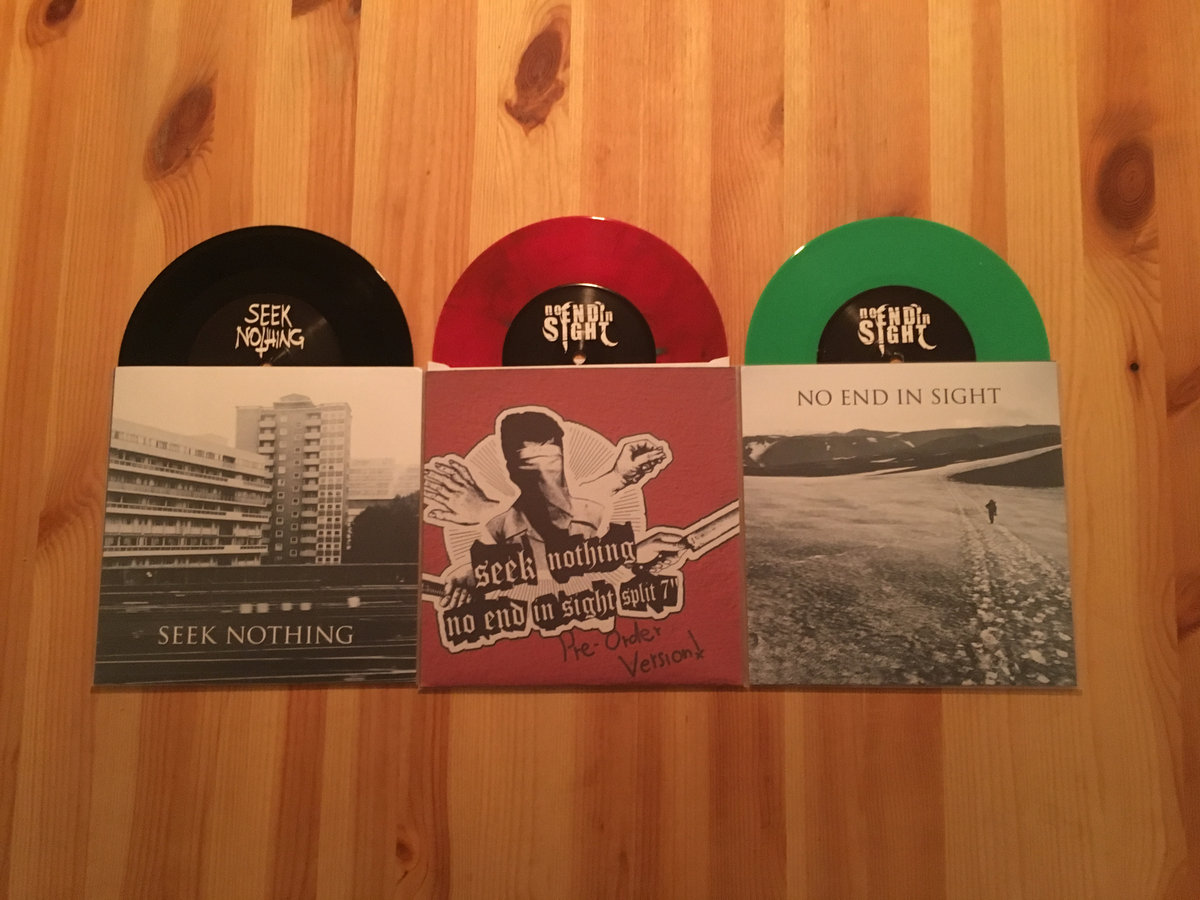 SEEK
NOTHING
no END in
SIGHT
no END in
SIGHT
SEEK NOTHING
seek nothing
no end in sight split 7"
Pre-Order
Version!
NO END IN SIGHT